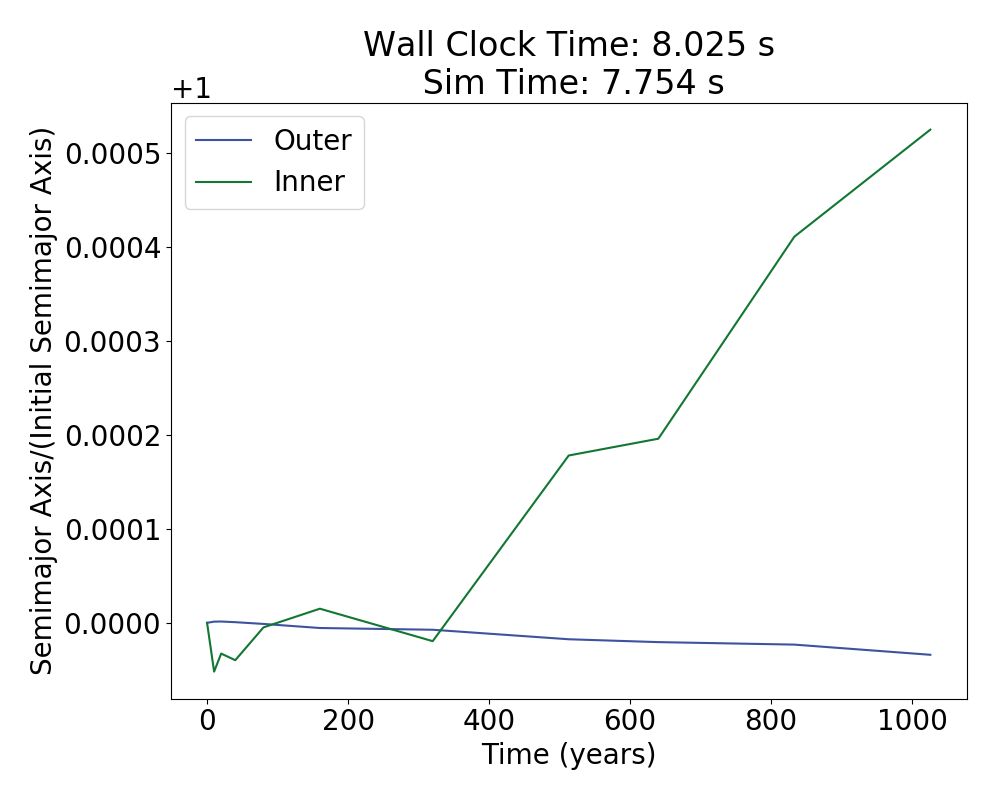 Wall Clock Time: 8.025 s
Sim Time: 7.754 s
+1
Outer
Inner
0.0005
0.0004
0.0003
0.0002
0.0001
0.0000
Semimajor Axis/(Initial Semimajor Axis)
0 200 400 600 800 1000
Time (years)